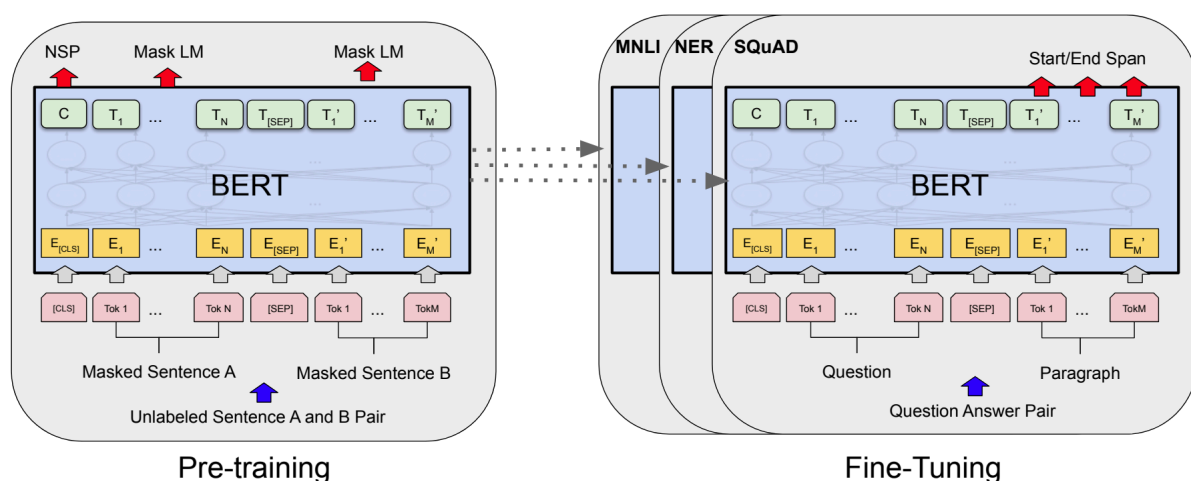 NSP Mask LM Mask LM
C T1 ... TN T[SEP] T1' ... TM'
...
BERT
...
E[CLS] E1 ... EN E[SEP] E1' ... EM'
[CLS] Tok 1 ... Tok N [SEP] Tok 1 ... TokM
Masked Sentence A Masked Sentence B
Unlabeled Sentence A and B Pair
Pre-training
MNLI NER SQuAD
Start/End Span
C T1 ... TN T[SEP] T1' ... TM'
...
BERT
...
E[CLS] E1 ... EN E[SEP] E1' ... EM'
[CLS] Tok 1 ... Tok N [SEP] Tok 1 ... TokM
Question Paragraph
Question Answer Pair
Fine-Tuning